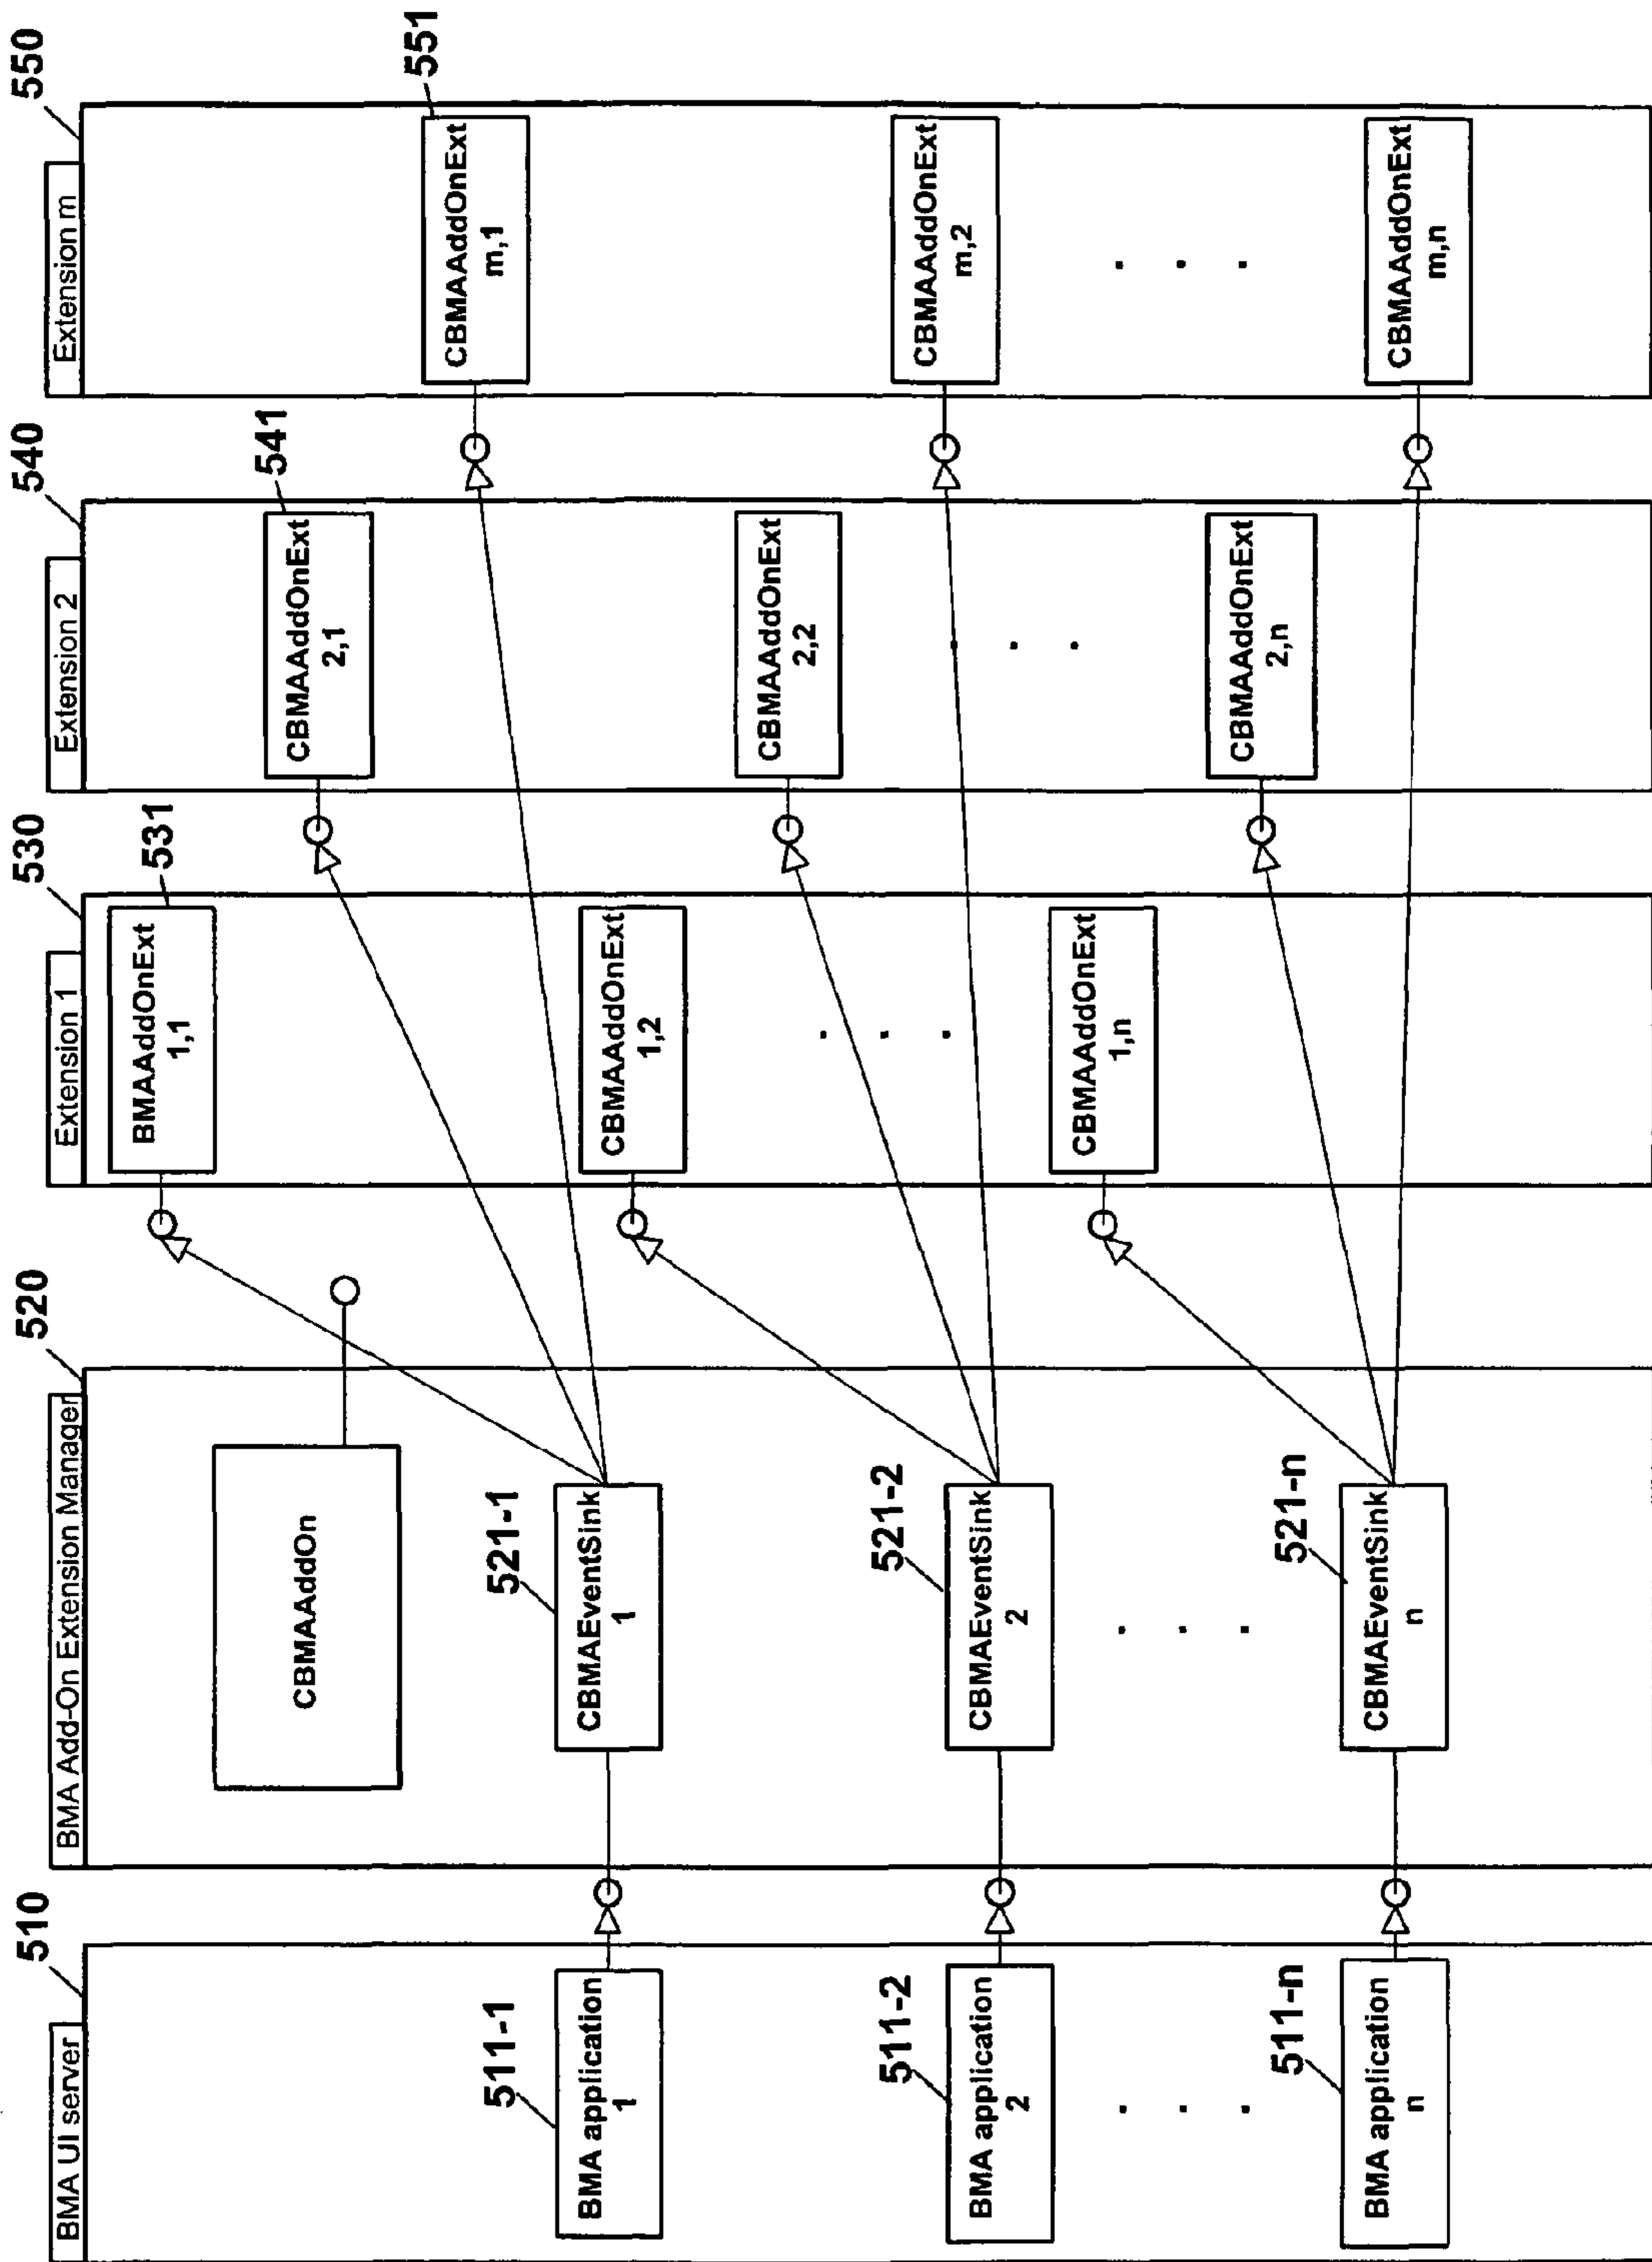 510
BMA UI server
511-1
BMA application
1
511-2
BMA application
2
. . .
511-n
BMA application
n
520
BMA Add-On Extension Manager
CBMAAddOn
521-1
CBMAEventSink
1
521-2
CBMAEventSink
2
. . .
521-n
CBMAEventSink
n
530
Extension 1
531
BMAAddOnExt
1,1
CBMAAddOnExt
1,2
. . .
CBMAAddOnExt
1,n
540
Extension 2
541
CBMAAddOnExt
2,1
CBMAAddOnExt
2,2
. . .
CBMAAddOnExt
2,n
550
Extension m
551
CBMAAddOnExt
m,1
CBMAAddOnExt
m,2
. . .
CBMAAddOnExt
m,n